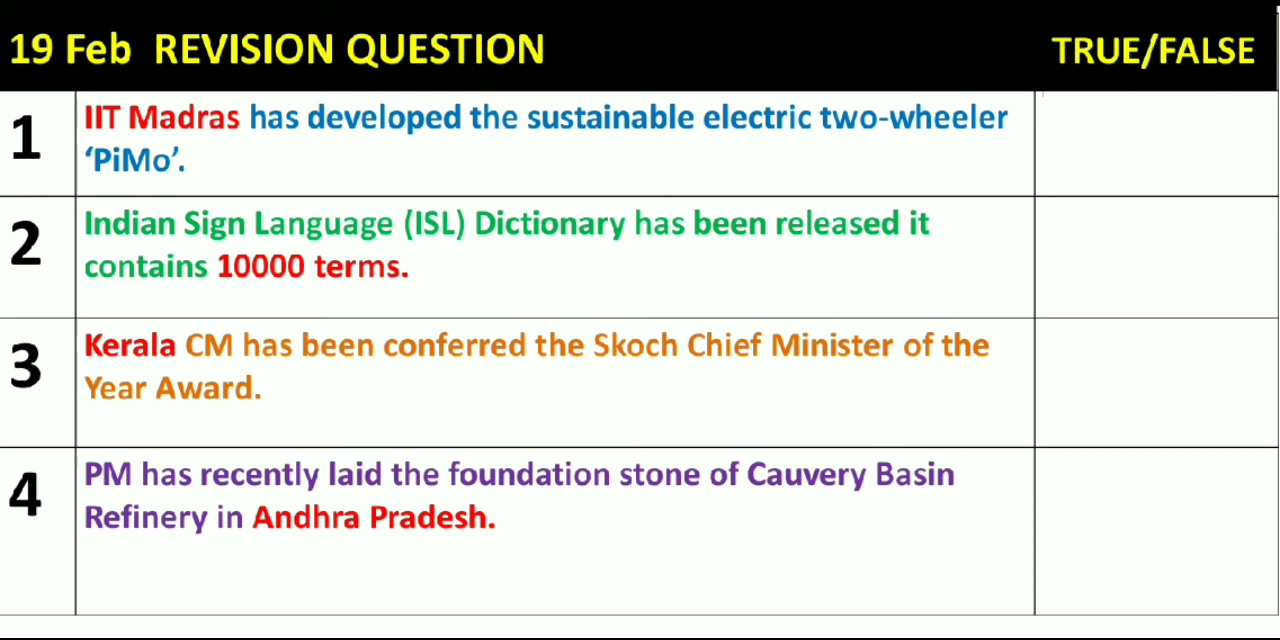 19 Feb REVISION QUESTION TRUE/FALSE
1 IIT Madras has developed the sustainable electric two-wheeler
‘PiMo’.
2 Indian Sign Language (ISL) Dictionary has been released it
contains 10000 terms.
3 Kerala CM has been conferred the Skoch Chief Minister of the
Year Award.
4 PM has recently laid the foundation stone of Cauvery Basin
Refinery in Andhra Pradesh.